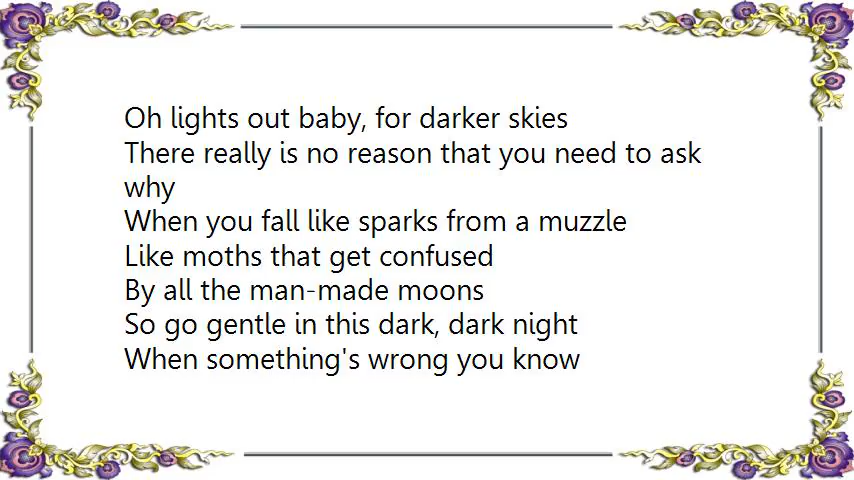 Oh lights out baby, for darker skies
There really is no reason that you need to ask
why
When you fall like sparks from a muzzle
Like moths that get confused
By all the man-made moons
So go gentle in this dark, dark night
When something's wrong you know